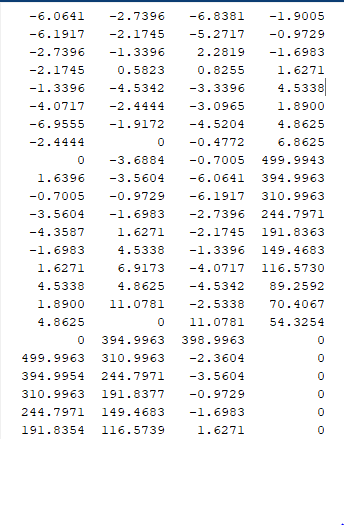 -6.0641 -2.7396 -6.8381 -1.9005
-6.1917 -2.1745 -5.2717 -0.9729
-2.7396 -1.3396 2.2819 -1.6983
-2.1745 0.5823 0.8255 1.6271
-1.3396 -4.5342 -3.3396 4.5338
-4.0717 -2.4444 -3.0965 1.8900
-6.9555 -1.9172 -4.5204 4.8625
-2.4444 0 -0.4772 6.8625
0 -3.6884 -0.7005 499.9943
1.6396 -3.5604 -6.0641 394.9963
-0.7005 -0.9729 -6.1917 310.9963
-3.5604 -1.6983 -2.7396 244.7971
-4.3587 1.6271 -2.1745 191.8363
-1.6983 4.5338 -1.3396 149.4683
1.6271 6.9173 -4.0717 116.5730
4.5338 4.8625 -4.5342 89.2592
1.8900 11.0781 -2.5338 70.4067
4.8625 0 11.0781 54.3254
0 394.9963 398.9963 0
499.9963 310.9963 -2.3604 0
394.9954 244.7971 -3.5604 0
310.9963 191.8377 -0.9729 0
244.7971 149.4683 -1.6983 0
191.8354 116.5739 1.6271 0